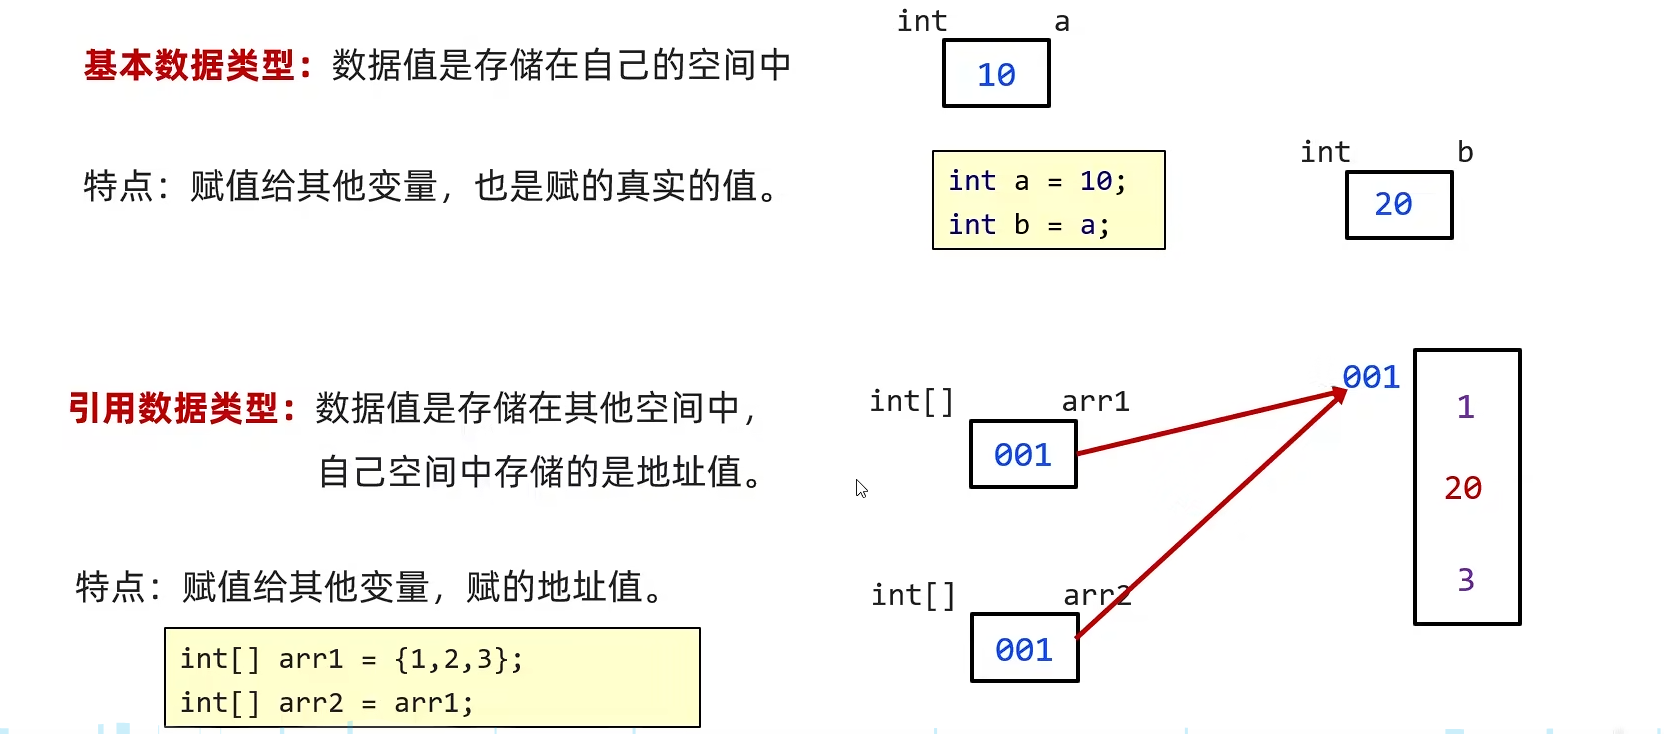 int a
基本数据类型：数据值是存储在自己的空间中
10
int b
特点：赋值给其他变量，也是赋的真实的值。
int a = 10;
int b = a;
20
001
int[] arr1
引用数据类型：数据值是存储在其他空间中，
自己空间中存储的是地址值。
001
1
20
3
特点：赋值给其他变量，赋的地址值。
int[] arr2
001
int[] arr1 = {1,2,3};
int[] arr2 = arr1;